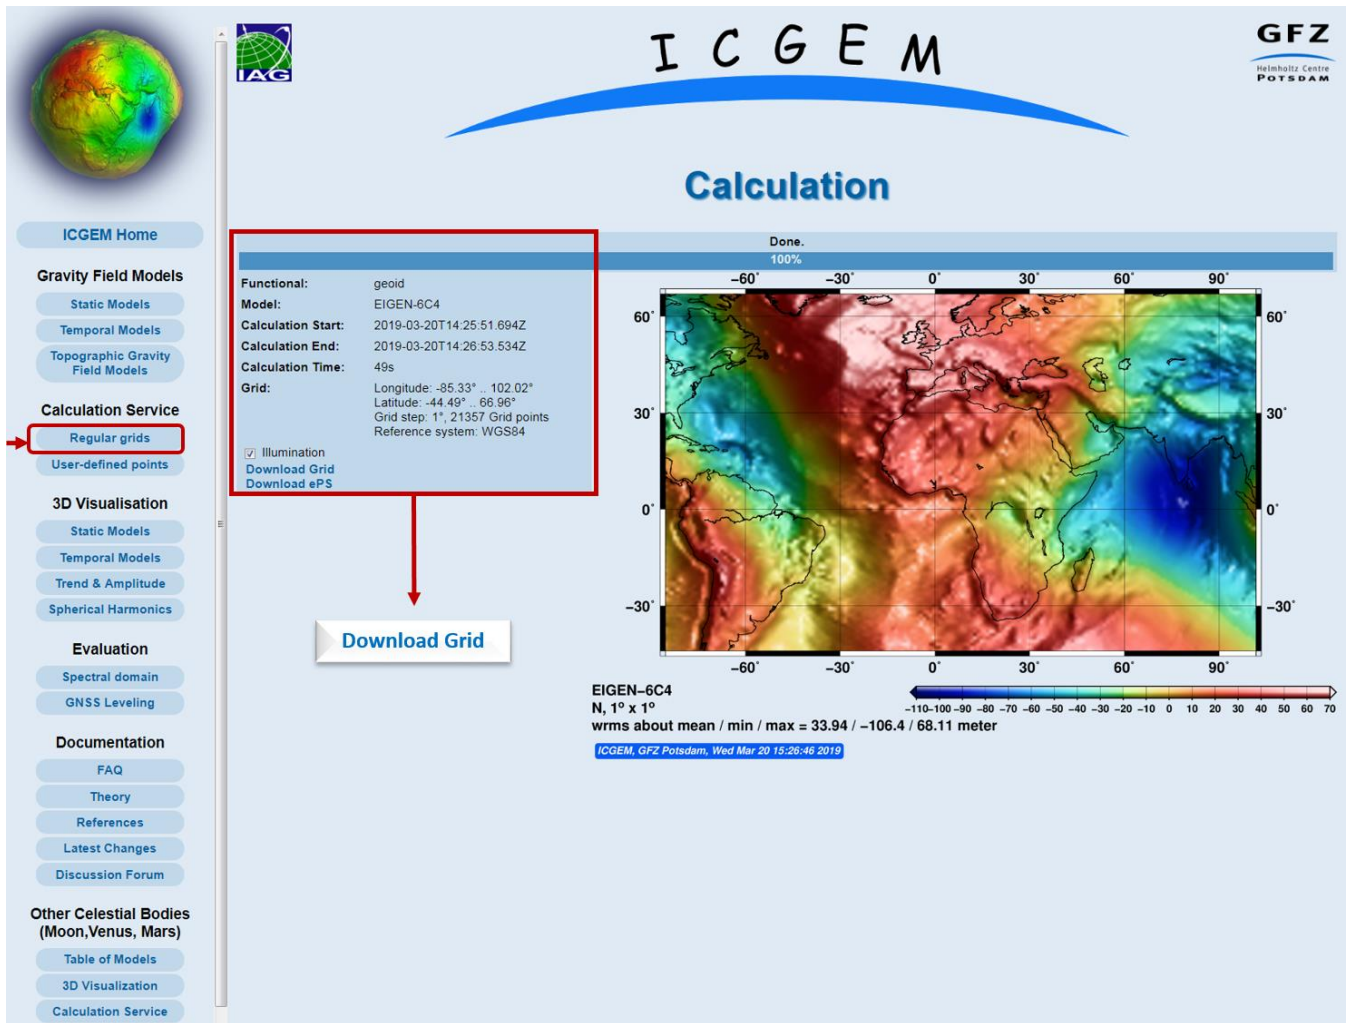 IAG
I C G E M
GFZ
Helmholtz Centre
POTSDAM
Calculation
ICGEM Home
Gravity Field Models
Static Models
Temporal Models
Topographic Gravity
Field Models
Calculation Service
Regular grids
User-defined points
3D Visualisation
Static Models
Temporal Models
Trend & Amplitude
Spherical Harmonics
Evaluation
Spectral domain
GNSS Leveling
Documentation
FAQ
Theory
References
Latest Changes
Discussion Forum
Other Celestial Bodies
(Moon,Venus, Mars)
Table of Models
3D Visualization
Calculation Service
Done.
100%
Functional: geoid
Model: EIGEN-6C4
Calculation Start: 2019-03-20T14:25:51.694Z
Calculation End: 2019-03-20T14:26:53.534Z
Calculation Time: 49s
Grid: Longitude: -85.33° .. 102.02°
Latitude: -44.49° .. 66.96°
Grid step: 1°, 21357 Grid points
Reference system: WGS84
Illumination
Download Grid
Download ePS
Download Grid
−60° −30° 0° 30° 60° 90°
60° 60°
30° 30°
0° 0°
−30° −30°
−60° −30° 0° 30° 60° 90°
EIGEN−6C4
N, 1º x 1º
−110−100 −90 −80 −70 −60 −50 −40 −30 −20 −10 0 10 20 30 40 50 60 70
wrms about mean / min / max = 33.94 / −106.4 / 68.11 meter
ICGEM, GFZ Potsdam, Wed Mar 20 15:26:46 2019